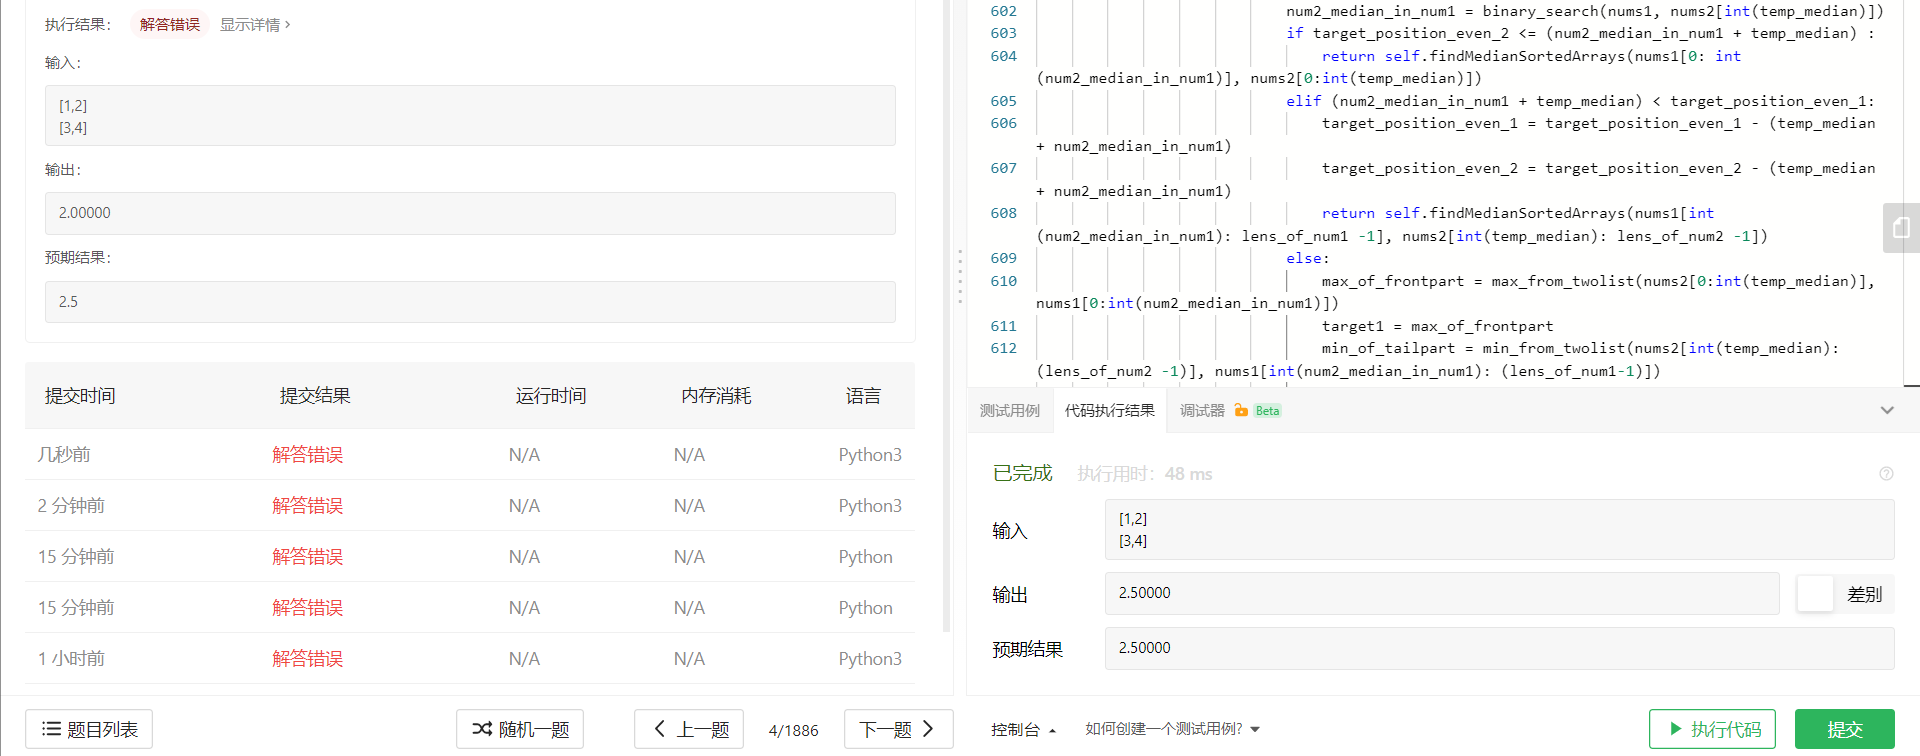 执行结果：
解答错误
显示详情 ›
输入：
[1,2]
[3,4]
输出：
2.00000
预期结果：
2.5
提交时间 提交结果 运行时间 内存消耗 语言
几秒前 解答错误 N/A N/A Python3
2 分钟前 解答错误 N/A N/A Python3
15 分钟前 解答错误 N/A N/A Python
15 分钟前 解答错误 N/A N/A Python
1 小时前 解答错误 N/A N/A Python3
题目列表
随机一题
上一题
4/1886
下一题
602 num2_median_in_num1 = binary_search(nums1, nums2[int(temp_median)])
603 if target_position_even_2 <= (num2_median_in_num1 + temp_median) :
604 return self.findMedianSortedArrays(nums1[0: int
(num2_median_in_num1)], nums2[0:int(temp_median)])
605 elif (num2_median_in_num1 + temp_median) < target_position_even_1:
606 target_position_even_1 = target_position_even_1 - (temp_median
+ num2_median_in_num1)
607 target_position_even_2 = target_position_even_2 - (temp_median
+ num2_median_in_num1)
608 return self.findMedianSortedArrays(nums1[int
(num2_median_in_num1): lens_of_num1 -1], nums2[int(temp_median): lens_of_num2 -1])
609 else:
610 max_of_frontpart = max_from_twolist(nums2[0:int(temp_median)],
nums1[0:int(num2_median_in_num1)])
611 target1 = max_of_frontpart
612 min_of_tailpart = min_from_twolist(nums2[int(temp_median):
(lens_of_num2 -1)], nums1[int(num2_median_in_num1): (lens_of_num1-1)])
测试用例 代码执行结果 调试器 Beta
已完成 执行用时： 48 ms
输入
[1,2]
[3,4]
输出
2.50000
差别
预期结果
2.50000
控制台
如何创建一个测试用例?
执行代码
提交